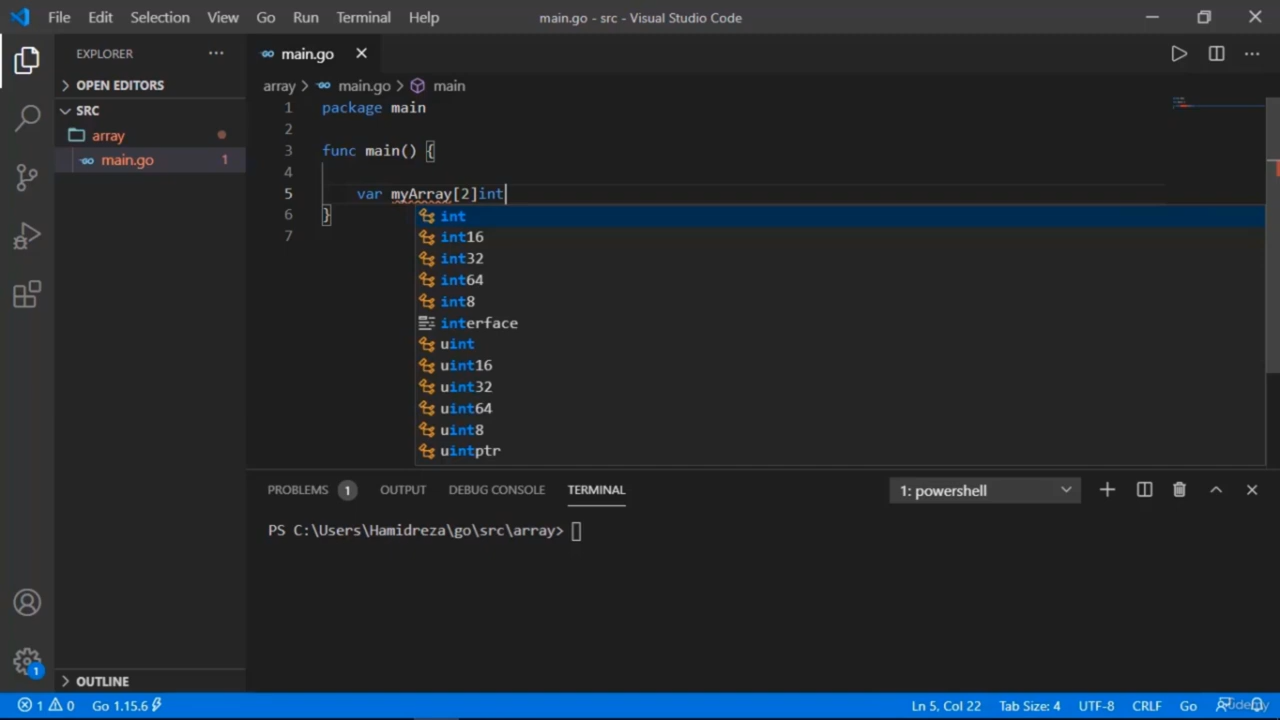 File Edit Selection View Go Run Terminal Help main.go - src - Visual Studio Code
EXPLORER ···
main.go
OPEN EDITORS
array > main.go > main
SRC
array
main.go 1
1 package main
2
3 func main() {
4
5 var myArray[2]int
6 }
7
int
int16
int32
int64
int8
interface
uint
uint16
uint32
uint64
uint8
uintptr
PROBLEMS 1 OUTPUT DEBUG CONSOLE TERMINAL 1: powershell
PS C:\Users\Hamidreza\go\src\array>
1
OUTLINE
1 0 Go 1.15.6 Ln 5, Col 22 Tab Size: 4 UTF-8 CRLF Go
Udemy